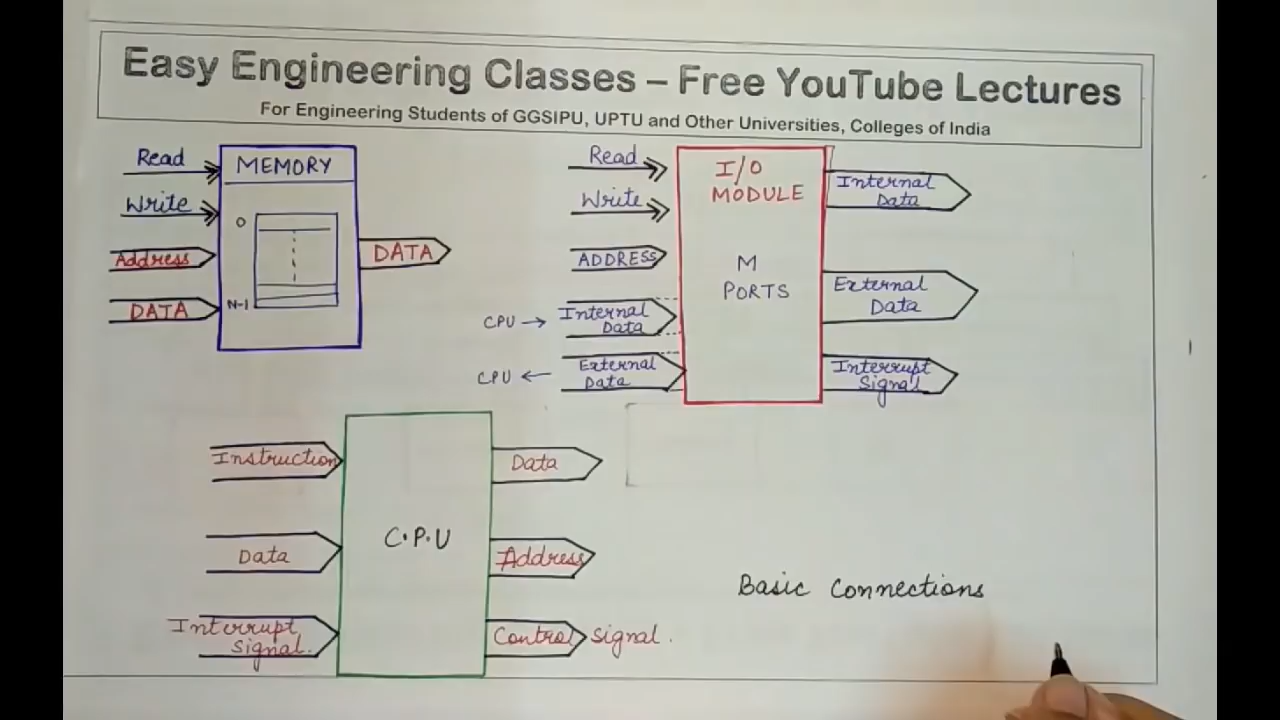 Easy Engineering Classes – Free YouTube Lectures
For Engineering Students of GGSIPU, UPTU and Other Universities, Colleges of India
Read
Write
Address
DATA
MEMORY
0
N-1
DATA
Read
Write
ADDRESS
CPU → Internal
Data
CPU ← External
Data
I/O
MODULE
M
PORTS
Internal
Data
External
Data
Interrupt
Signal
Instruction
Data
Interrupt
Signal.
C.P.U
Data
Address
Control Signal.
Basic Connections